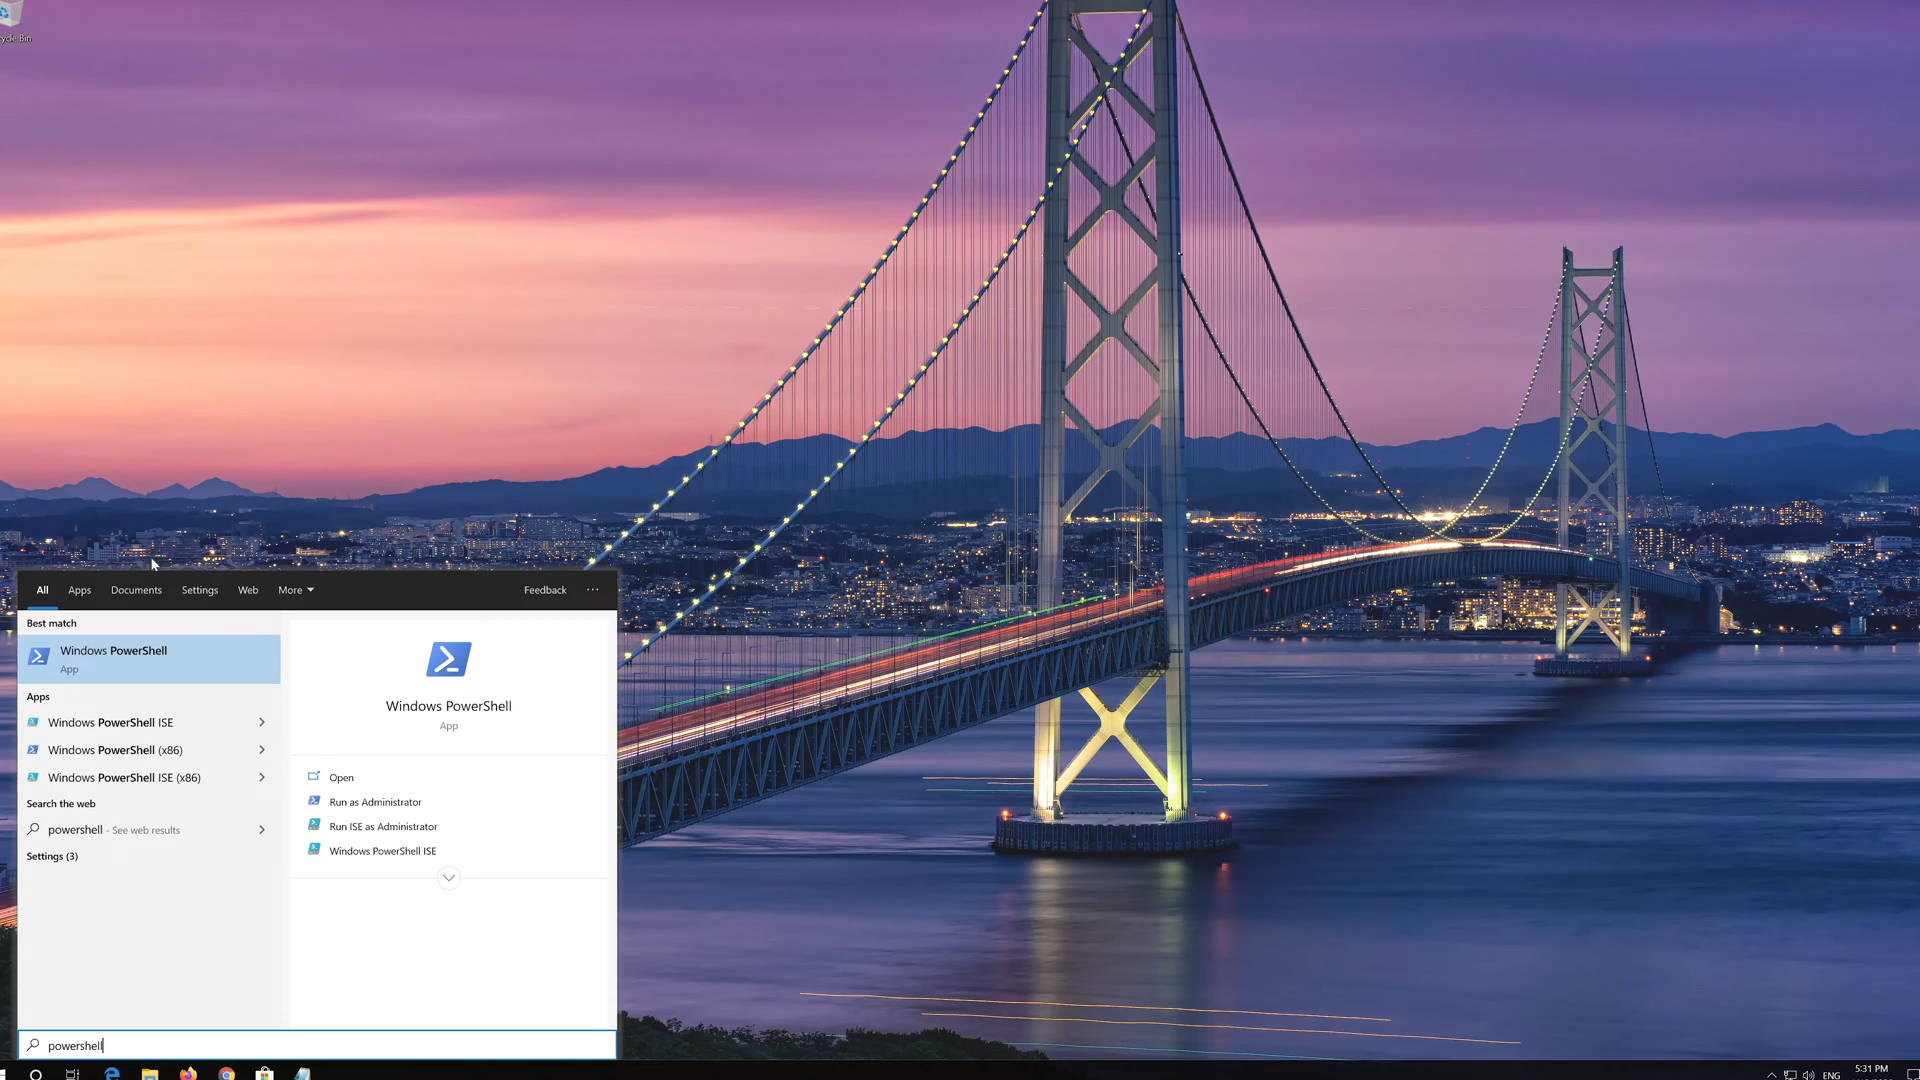 ycle Bin
All Apps Documents Settings Web More Feedback ...
Best match
Windows PowerShell
App
Apps
Windows PowerShell ISE
Windows PowerShell (x86)
Windows PowerShell ISE (x86)
Search the web
powershell - See web results
Settings (3)
Windows PowerShell
App
Open
Run as Administrator
Run ISE as Administrator
Windows PowerShell ISE
powershell
ENG
5:31 PM